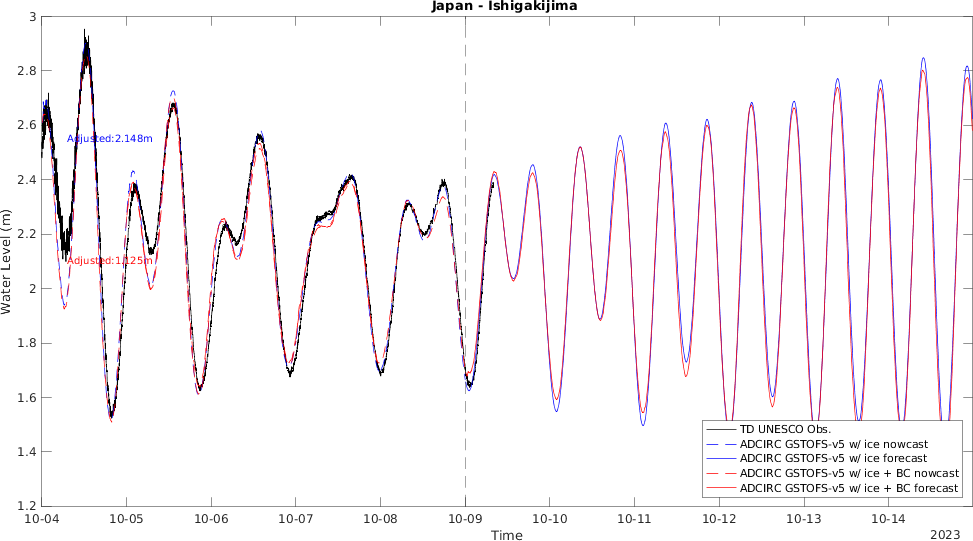 Japan - Ishigakijima
3
2.8
2.6
2.4
2.2
2
1.8
1.6
1.4
1.2
Water Level (m)
Adjusted:2.148m
Adjusted:1.125m
TD UNESCO Obs.
ADCIRC GSTOFS-v5 w/ ice nowcast
ADCIRC GSTOFS-v5 w/ ice forecast
ADCIRC GSTOFS-v5 w/ ice + BC nowcast
ADCIRC GSTOFS-v5 w/ ice + BC forecast
10-04 10-05 10-06 10-07 10-08 10-09 10-10 10-11 10-12 10-13 10-14
Time
2023